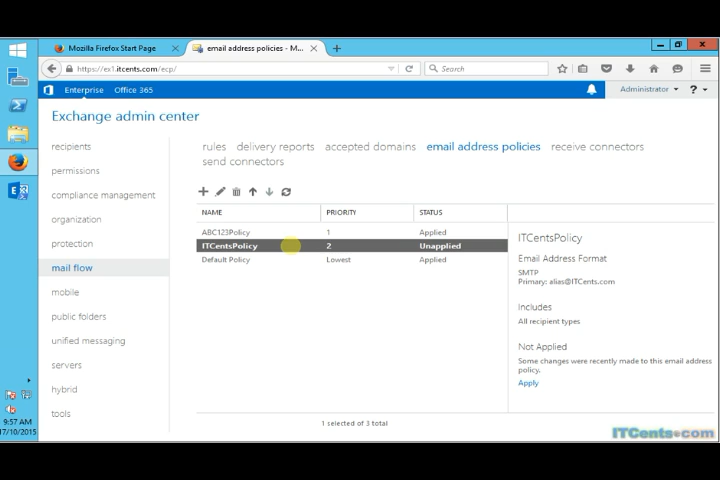 Mozilla Firefox Start Page
email address policies - M...
https://ex1.itcents.com/ecp/
Search
Enterprise
Office 365
Administrator
?
Exchange admin center
recipients
permissions
compliance management
organization
protection
mail flow
mobile
public folders
unified messaging
servers
hybrid
tools
rules delivery reports accepted domains email address policies receive connectors
send connectors
NAME PRIORITY STATUS
ABC123Policy 1 Applied
ITCentsPolicy 2 Unapplied
Default Policy Lowest Applied
1 selected of 3 total
ITCentsPolicy
Email Address Format
SMTP
Primary: alias@ITCents.com
Includes
All recipient types
Not Applied
Some changes were recently made to this email address
policy.
Apply
9:57 AM
17/10/2015
ITCents.com